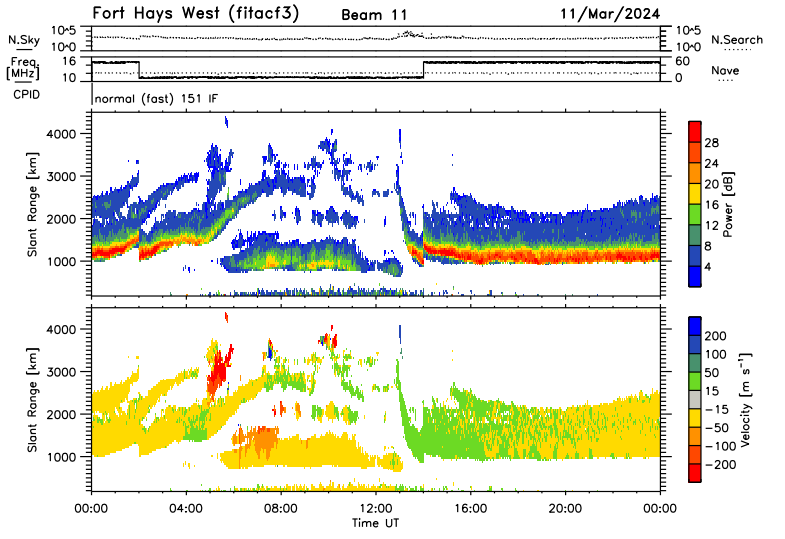 Fort Hays West (fitacf3) Beam 11 11/Mar/2024
N.Sky 10^5 10^0 10^5 10^0 N.Search
Freq. [MHz] 16 10 60 0 Nave
CPID normal (fast) 151 IF
Slant Range [km] 4000 3000 2000 1000
Power [dB] 28 24 20 16 12 8 4
Slant Range [km] 4000 3000 2000 1000
Velocity [m s⁻¹] 200 100 50 15 -15 -50 -100 -200
00:00 04:00 08:00 12:00 16:00 20:00 00:00
Time UT